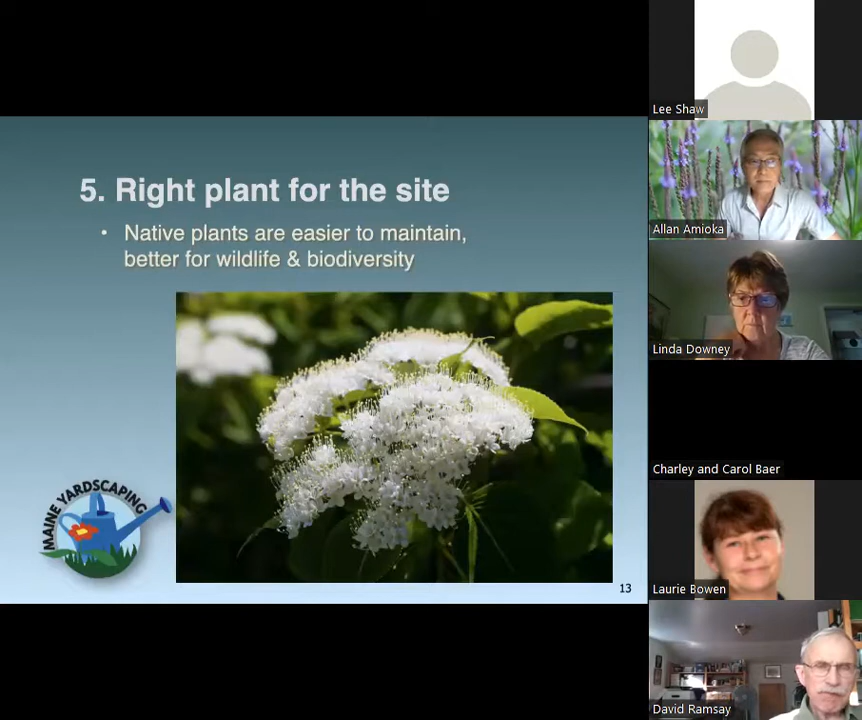 5. Right plant for the site
• Native plants are easier to maintain,
better for wildlife & biodiversity
MAINE YARDSCAPING
13
Lee Shaw
Allan Amioka
Linda Downey
Charley and Carol Baer
Laurie Bowen
David Ramsay